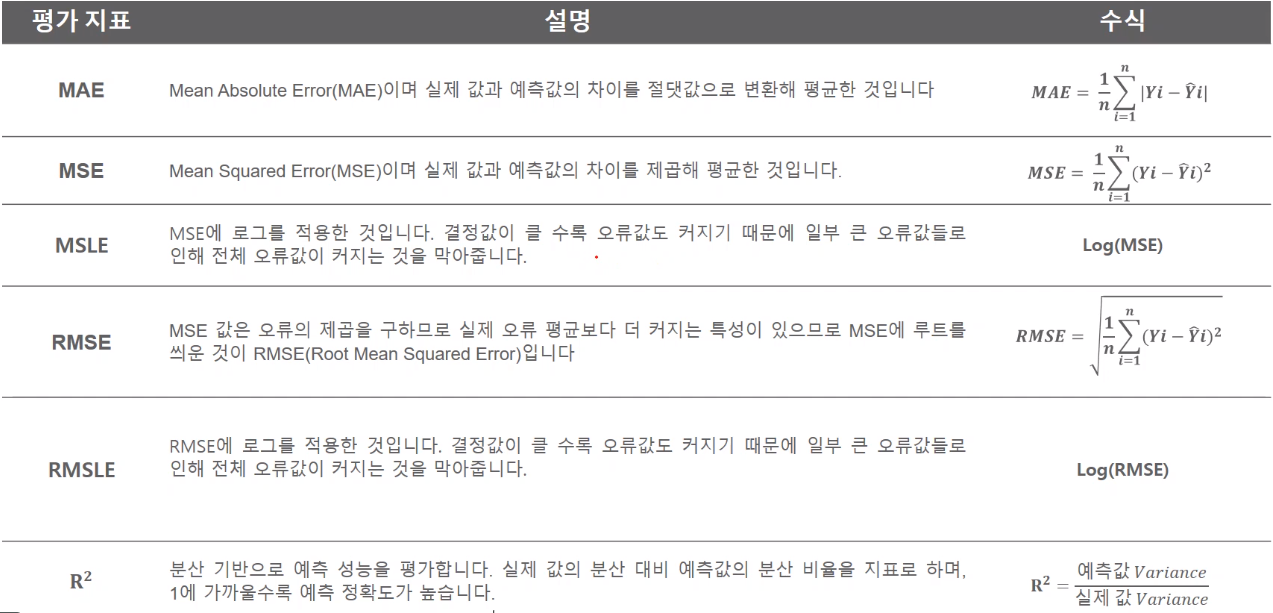 평가 지표 설명 수식
MAE Mean Absolute Error(MAE)이며 실제 값과 예측값의 차이를 절댓값으로 변환해 평균한 것입니다 MAE = 1/n ∑ i=1 n |Yi − Ŷi|
MSE Mean Squared Error(MSE)이며 실제 값과 예측값의 차이를 제곱해 평균한 것입니다. MSE = 1/n ∑ i=1 n (Yi − Ŷi)²
MSLE MSE에 로그를 적용한 것입니다. 결정값이 클 수록 오류값도 커지기 때문에 일부 큰 오류값들로
인해 전체 오류값이 커지는 것을 막아줍니다. Log(MSE)
RMSE MSE 값은 오류의 제곱을 구하므로 실제 오류 평균보다 더 커지는 특성이 있으므로 MSE에 루트를
씌운 것이 RMSE(Root Mean Squared Error)입니다 RMSE = √ 1/n ∑ i=1 n (Yi − Ŷi)²
RMSLE RMSE에 로그를 적용한 것입니다. 결정값이 클 수록 오류값도 커지기 때문에 일부 큰 오류값들로
인해 전체 오류값이 커지는 것을 막아줍니다. Log(RMSE)
R² 분산 기반으로 예측 성능을 평가합니다. 실제 값의 분산 대비 예측값의 분산 비율을 지표로 하며,
1에 가까울수록 예측 정확도가 높습니다. R² = 예측값 Variance / 실제 값 Variance